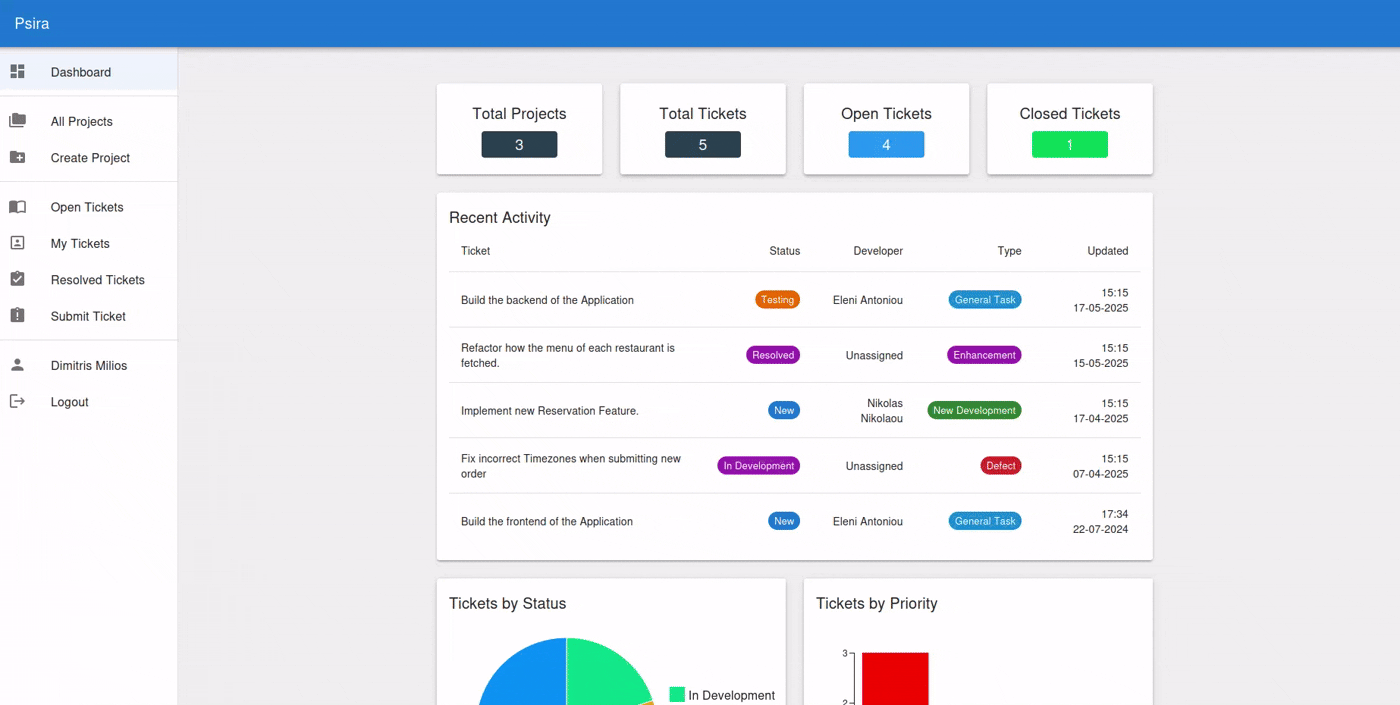 Psira
Dashboard
All Projects
Create Project
Open Tickets
My Tickets
Resolved Tickets
Submit Ticket
Dimitris Milios
Logout
Total Projects
3
Total Tickets
5
Open Tickets
4
Closed Tickets
1
Recent Activity
Ticket Status Developer Type Updated
Build the backend of the Application Testing Eleni Antoniou General Task 15:15
17-05-2025
Refactor how the menu of each restaurant is
fetched. Resolved Unassigned Enhancement 15:15
15-05-2025
Implement new Reservation Feature. New Nikolas
Nikolaou New Development 15:15
17-04-2025
Fix incorrect Timezones when submitting new
order In Development Unassigned Defect 15:15
07-04-2025
Build the frontend of the Application New Eleni Antoniou General Task 17:34
22-07-2024
Tickets by Status
In Development
Tickets by Priority
3
2